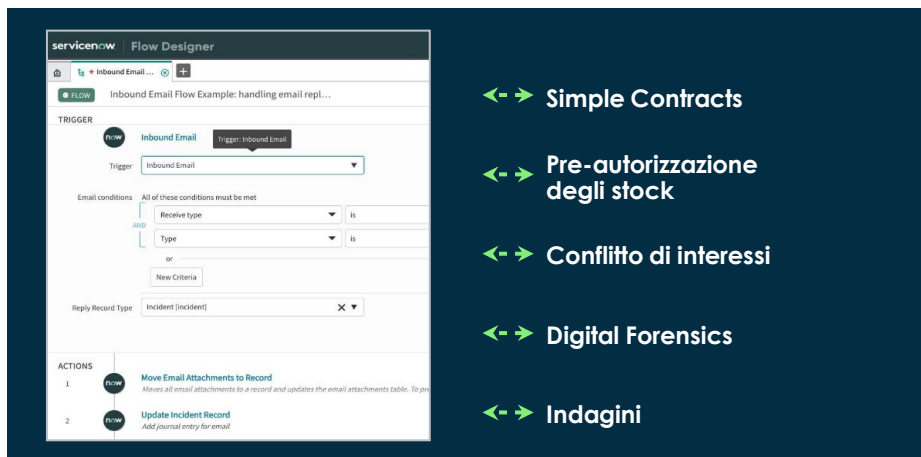 servicenow Flow Designer
* Inbound Email ...
FLOW Inbound Email Flow Example: handling email repl...
TRIGGER
now Inbound Email Trigger: Inbound Email
Trigger Inbound Email
Email conditions All of these conditions must be met
Receive type is
AND
Type is
or
New Criteria
Reply Record Type Incident [incident]
ACTIONS
1 now Move Email Attachments to Record
Moves all email attachments to a record and updates the email attachments table. To pre
2 now Update Incident Record
Add journal entry for email
Simple Contracts
Pre-autorizzazione
degli stock
Conflitto di interessi
Digital Forensics
Indagini